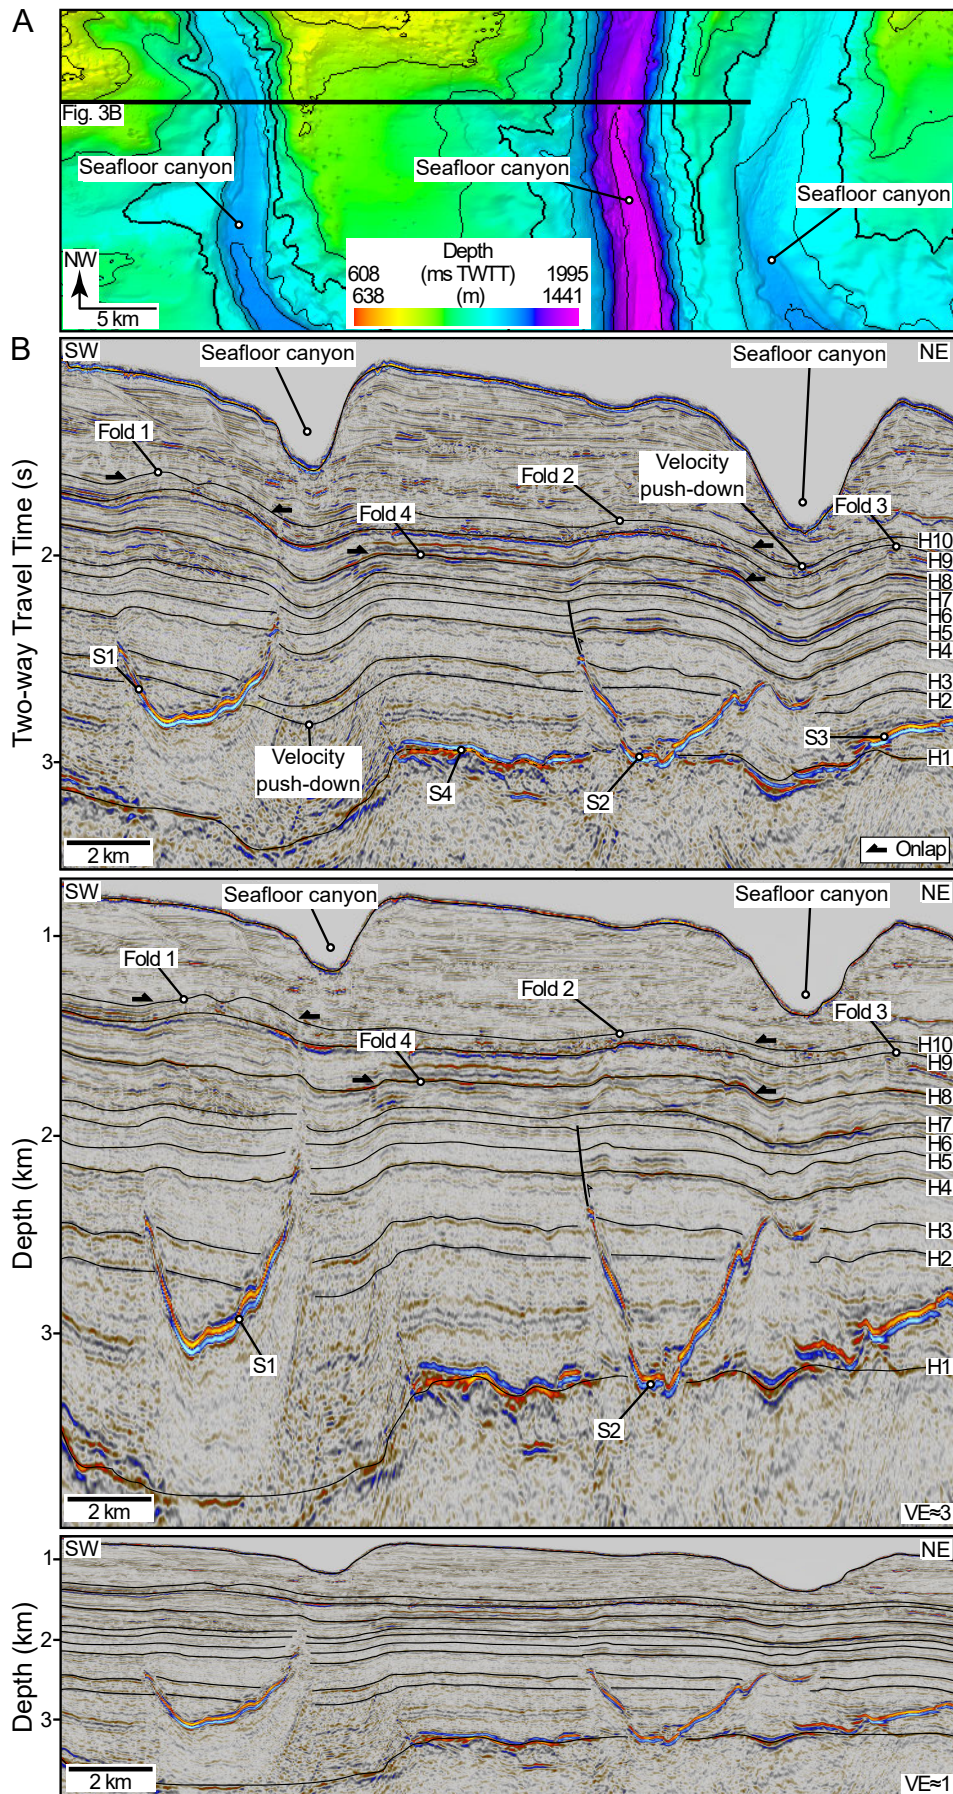 A
Fig. 3B
Seafloor canyon
Seafloor canyon
Seafloor canyon
NW
5 km
Depth
608 (ms TWTT) 1995
638 (m) 1441
B
SW
Seafloor canyon
Seafloor canyon
NE
Fold 1
Fold 2
Velocity
push-down
Fold 3
Fold 4
Two-way Travel Time (s)
2
3
H10
H9
H8
H7
H6
H5
H4
H3
H2
H1
S1
Velocity
push-down
S4
S2
S3
2 km
Onlap
SW
Seafloor canyon
Seafloor canyon
NE
1
2
3
Depth (km)
Fold 1
Fold 2
Fold 3
Fold 4
H10
H9
H8
H7
H6
H5
H4
H3
H2
H1
S1
S2
2 km
VE≈3
SW
NE
1
2
3
Depth (km)
2 km
VE≈1